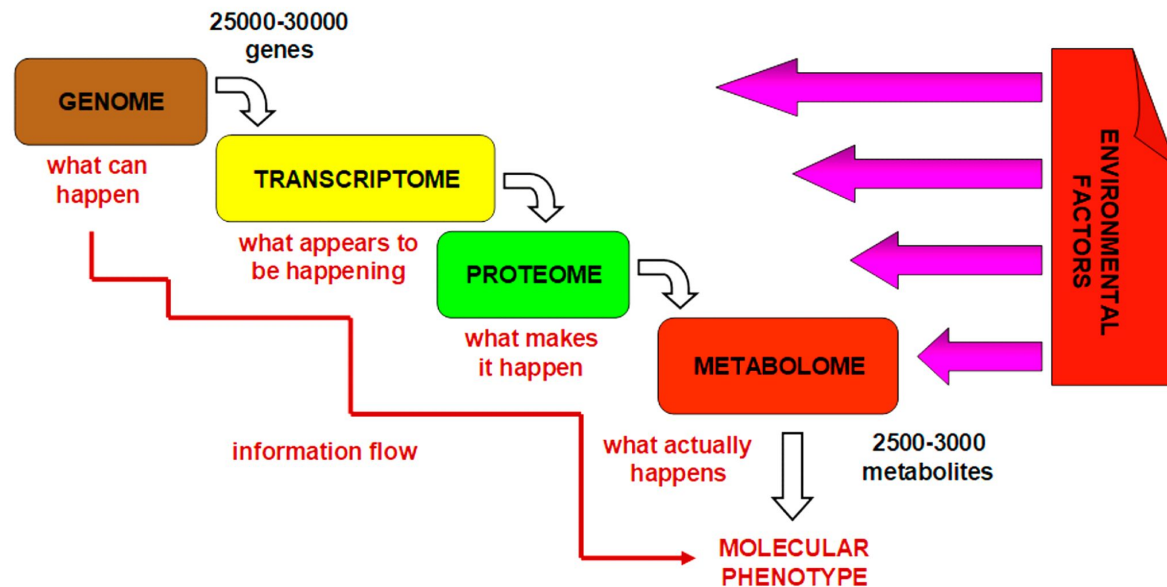 25000-30000
genes
GENOME
what can
happen
TRANSCRIPTOME
what appears to
be happening
PROTEOME
what makes
it happen
METABOLOME
what actually
happens
2500-3000
metabolites
information flow
MOLECULAR
PHENOTYPE
ENVIRONMENTAL
FACTORS